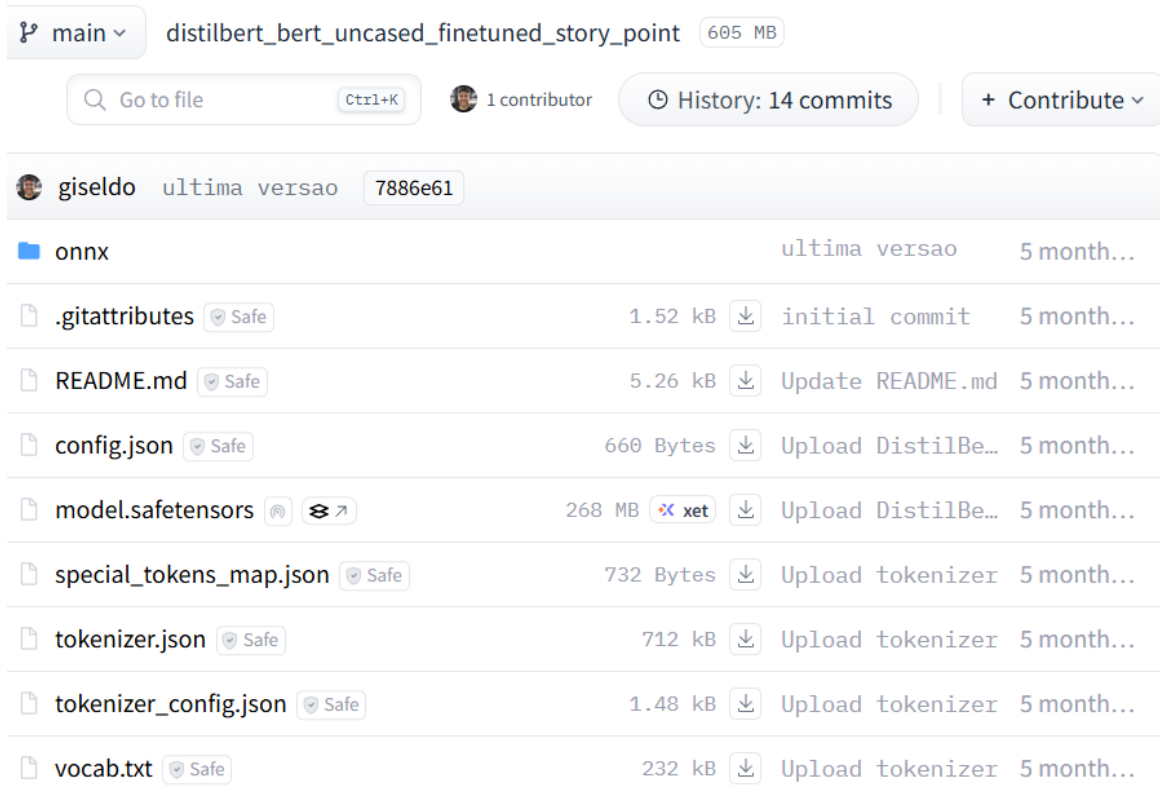 main distilbert_bert_uncased_finetuned_story_point 605 MB
Go to file Ctrl+K 1 contributor History: 14 commits + Contribute
giseldo ultima versao 7886e61
onnx ultima versao 5 month…
.gitattributes Safe 1.52 kB initial commit 5 month…
README.md Safe 5.26 kB Update README.md 5 month…
config.json Safe 660 Bytes Upload DistilBe… 5 month…
model.safetensors 268 MB xet Upload DistilBe… 5 month…
special_tokens_map.json Safe 732 Bytes Upload tokenizer 5 month…
tokenizer.json Safe 712 kB Upload tokenizer 5 month…
tokenizer_config.json Safe 1.48 kB Upload tokenizer 5 month…
vocab.txt Safe 232 kB Upload tokenizer 5 month…